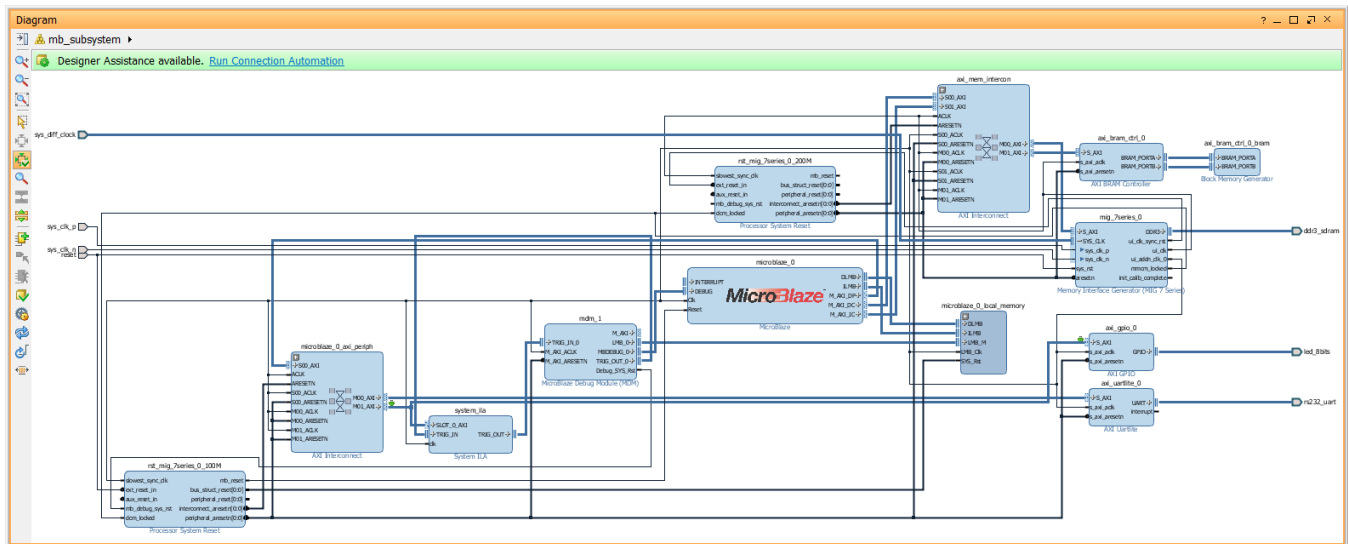 Diagram
mb_subsystem
Designer Assistance available. Run Connection Automation
sys_diff_clock
sys_clk_p
sys_clk_n
reset
axi_mem_intercon
S00_AXI
S01_AXI
ACLK
ARESETN
S00_ACLK
S00_ARESETN
M00_ACLK
M00_ARESETN
S01_ACLK
S01_ARESETN
M01_ACLK
M01_ARESETN
M00_AXI
M01_AXI
AXI Interconnect
axi_bram_ctrl_0
S_AXI
s_axi_aclk
s_axi_aresetn
BRAM_PORTA
BRAM_PORTB
AXI BRAM Controller
axi_bram_ctrl_0_bram
BRAM_PORTA
BRAM_PORTB
Block Memory Generator
rst_mig_7series_0_200M
slowest_sync_clk
ext_reset_in
aux_reset_in
mb_debug_sys_rst
dcm_locked
mb_reset
bus_struct_reset[0:0]
peripheral_reset[0:0]
interconnect_aresetn[0:0]
peripheral_aresetn[0:0]
Processor System Reset
mig_7series_0
S_AXI
SYS_CLK
sys_clk_p
sys_clk_n
sys_rst
aresetn
DDR3
ui_clk_sync_rst
ui_clk
ui_addn_clk_0
mmcm_locked
init_calib_complete
Memory Interface Generator (MIG 7 Series)
ddr3_sdram
microblaze_0
INTERRUPT
DEBUG
Clk
Reset
MicroBlaze
DLMB
ILMB
M_AXI_DP
M_AXI_DC
M_AXI_IC
MicroBlaze
microblaze_0_local_memory
DLMB
ILMB
LMB_M
LMB_Clk
SYS_Rst
mdm_1
TRIG_IN_0
M_AXI_ACLK
M_AXI_ARESETN
M_AXI
LMB_0
MBDEBUG_0
TRIG_OUT_0
Debug_SYS_Rst
MicroBlaze Debug Module (MDM)
axi_gpio_0
S_AXI
s_axi_aclk
s_axi_aresetn
GPIO
AXI GPIO
led_8bits
axi_uartlite_0
S_AXI
s_axi_aclk
s_axi_aresetn
UART
interrupt
AXI Uartlite
rs232_uart
microblaze_0_axi_periph
S00_AXI
ACLK
ARESETN
S00_ACLK
S00_ARESETN
M00_ACLK
M00_ARESETN
M01_ACLK
M01_ARESETN
M00_AXI
M01_AXI
AXI Interconnect
system_ila
SLOT_0_AXI
TRIG_IN
clk
TRIG_OUT
System ILA
rst_mig_7series_0_100M
slowest_sync_clk
ext_reset_in
aux_reset_in
mb_debug_sys_rst
dcm_locked
mb_reset
bus_struct_reset[0:0]
peripheral_reset[0:0]
interconnect_aresetn[0:0]
peripheral_aresetn[0:0]
Processor System Reset